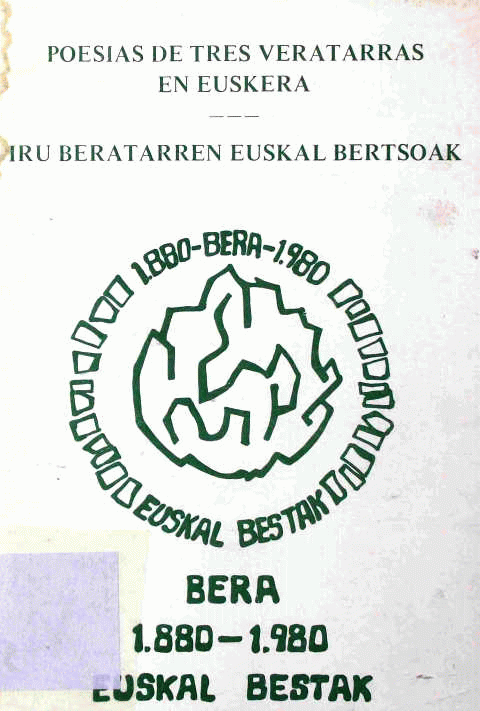 POESIAS DE TRES VERATARRAS
EN EUSKERA
———
IRU BERATARREN EUSKAL BERTSOAK
1.880-BERA-1.980
EUSKAL BESTAK
BERA
1.880-1.980
EUSKAL BESTAK